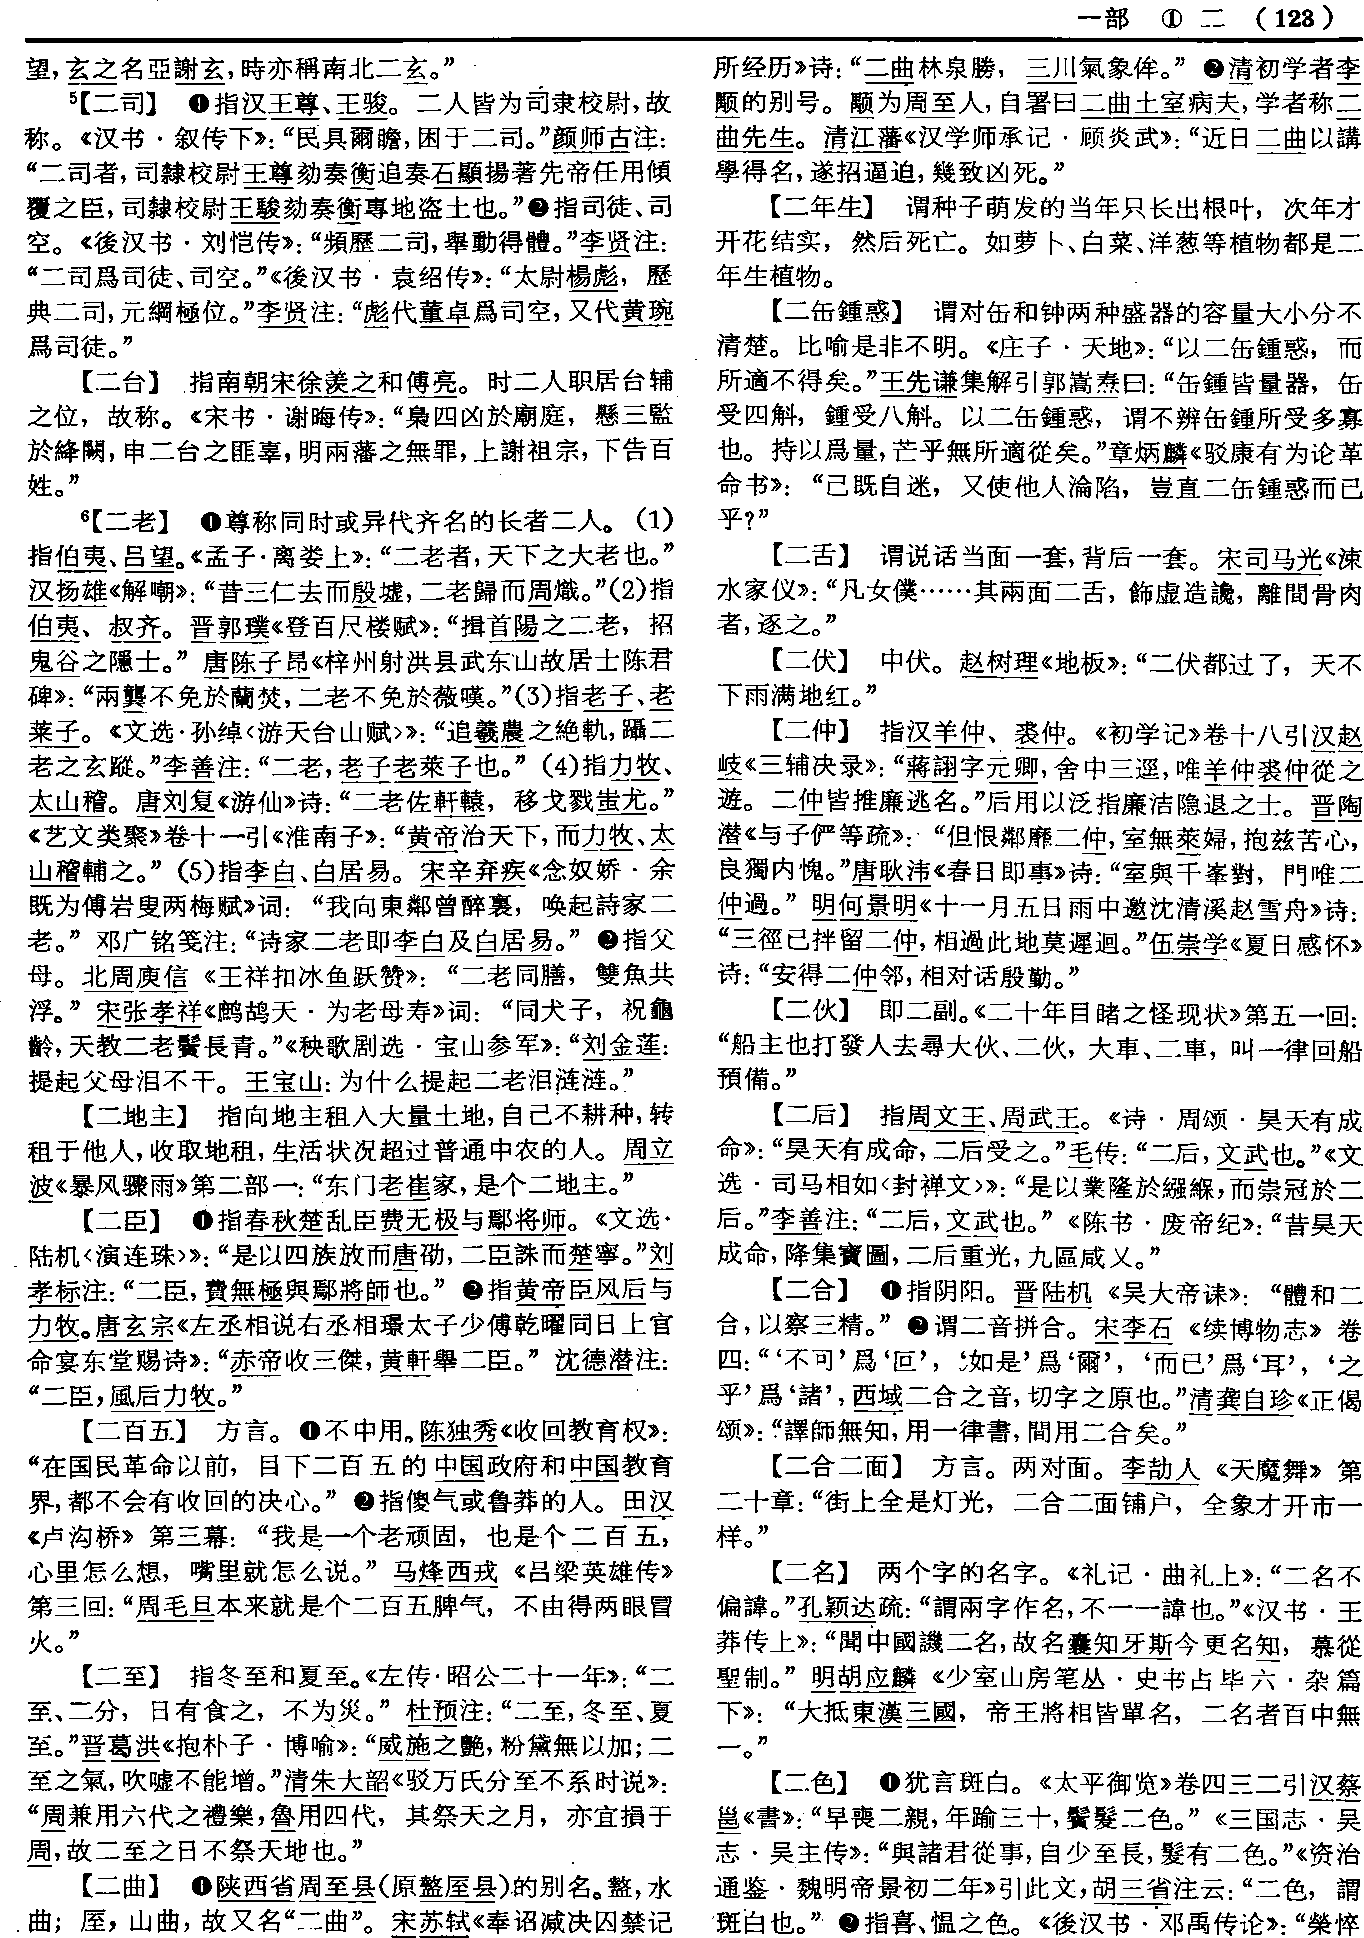 一部 ① 二 （123）
望，玄之名亞謝玄，時亦稱南北二玄。”
⁵【二司】 ❶指汉王尊、王骏。二人皆为司隶校尉，故
称。《汉书·叙传下》：“民具爾瞻，困于二司。”颜师古注：
“二司者，司隸校尉王尊劾奏衡追奏石顯揚著先帝任用傾
覆之臣，司隸校尉王駿劾奏衡專地盗土也。”❷指司徒、司
空。《後汉书·刘恺传》：“頻歷二司，舉動得體。”李贤注：
“二司爲司徒、司空。”《後汉书·袁绍传》：“太尉楊彪，歷
典二司，元綱極位。”李贤注：“彪代董卓爲司空，又代黄琬
爲司徒。”
【二台】 指南朝宋徐羡之和傅亮。时二人职居台辅
之位，故称。《宋书·谢晦传》：“梟四凶於廟庭，懸三監
於絳闕，申二台之匪辜，明兩藩之無罪，上謝祖宗，下告百
姓。”
⁶【二老】 ❶尊称同时或异代齐名的长者二人。（1）
指伯夷、吕望。《孟子·离娄上》：“二老者，天下之大老也。”
汉扬雄《解嘲》：“昔三仁去而殷墟，二老歸而周熾。”（2）指
伯夷、叔齐。晋郭璞《登百尺楼赋》：“揖首陽之二老，招
鬼谷之隱士。”唐陈子昂《梓州射洪县武东山故居士陈君
碑》：“兩龔不免於蘭焚，二老不免於薇嘆。”（3）指老子、老
莱子。《文选·孙绰〈游天台山赋〉》：“追羲農之絶軌，躡二
老之玄蹤。”李善注：“二老，老子老萊子也。”（4）指力牧、
太山稽。唐刘复《游仙》诗：“二老佐軒轅，移戈戮蚩尤。”
《艺文类聚》卷十一引《淮南子》：“黄帝治天下，而力牧、太
山稽輔之。”（5）指李白、白居易。宋辛弃疾《念奴娇·余
既为傅岩叟两梅赋》词：“我向東鄰曾醉裏，唤起詩家二
老。”邓广铭笺注：“诗家二老即李白及白居易。”❷指父
母。北周庾信《王祥扣冰鱼跃赞》：“二老同膳，雙魚共
浮。”宋张孝祥《鹧鸪天·为老母寿》词：“同犬子，祝龜
齡，天教二老鬢長青。”《秧歌剧选·宝山参军》：“刘金莲：
提起父母泪不干。王宝山：为什么提起二老泪涟涟。”
【二地主】 指向地主租入大量土地，自己不耕种，转
租于他人，收取地租，生活状况超过普通中农的人。周立
波《暴风骤雨》第二部一：“东门老崔家，是个二地主。”
【二臣】 ❶指春秋楚乱臣费无极与鄢将师。《文选·
陆机〈演连珠〉》：“是以四族放而唐劭，二臣誅而楚寧。”刘
孝标注：“二臣，費無極與鄢將師也。”❷指黄帝臣风后与
力牧。唐玄宗《左丞相说右丞相璟太子少傅乾曜同日上官
命宴东堂赐诗》：“赤帝收三傑，黄軒舉二臣。”沈德潜注：
“二臣，風后力牧。”
【二百五】 方言。❶不中用。陈独秀《收回教育权》：
“在国民革命以前，目下二百五的中国政府和中国教育
界，都不会有收回的决心。”❷指傻气或鲁莽的人。田汉
《卢沟桥》第三幕：“我是一个老顽固，也是个二百五，
心里怎么想，嘴里就怎么说。”马烽西戎《吕梁英雄传》
第三回：“周毛旦本来就是个二百五脾气，不由得两眼冒
火。”
【二至】 指冬至和夏至。《左传·昭公二十一年》：“二
至、二分，日有食之，不为災。”杜预注：“二至，冬至、夏
至。”晋葛洪《抱朴子·博喻》：“威施之艷，粉黛無以加；二
至之氣，吹嘘不能增。”清朱大韶《驳万氏分至不系时说》：
“周兼用六代之禮樂，魯用四代，其祭天之月，亦宜損于
周，故二至之日不祭天地也。”
【二曲】 ❶陕西省周至县（原盩厔县）的别名。盩，水
曲；厔，山曲，故又名“二曲”。宋苏轼《奉诏减决囚禁记
所经历》诗：“二曲林泉勝，三川氣象侔。”❷清初学者李
颙的别号。颙为周至人，自署曰二曲土室病夫，学者称二
曲先生。清江藩《汉学师承记·顾炎武》：“近日二曲以講
學得名，遂招逼迫，幾致凶死。”
【二年生】 谓种子萌发的当年只长出根叶，次年才
开花结实，然后死亡。如萝卜、白菜、洋葱等植物都是二
年生植物。
【二缶鍾惑】 谓对缶和钟两种盛器的容量大小分不
清楚。比喻是非不明。《庄子·天地》：“以二缶鍾惑，而
所適不得矣。”王先谦集解引郭嵩焘曰：“缶鍾皆量器，缶
受四斛，鍾受八斛。以二缶鍾惑，谓不辨缶鍾所受多寡
也。持以爲量，芒乎無所適從矣。”章炳麟《驳康有为论革
命书》：“己既自迷，又使他人淪陷，豈直二缶鍾惑而已
乎？”
【二舌】 谓说话当面一套，背后一套。宋司马光《涑
水家仪》：“凡女僕……其兩面二舌，飾虚造讒，離間骨肉
者，逐之。”
【二伏】 中伏。赵树理《地板》：“二伏都过了，天不
下雨满地红。”
【二仲】 指汉羊仲、裘仲。《初学记》卷十八引汉赵
岐《三辅决录》：“蔣詡字元卿，舍中三逕，唯羊仲裘仲從之
遊。二仲皆推廉逃名。”后用以泛指廉洁隐退之士。晋陶
潜《与子俨等疏》：“但恨鄰靡二仲，室無萊婦，抱兹苦心，
良獨内愧。”唐耿沣《春日即事》诗：“室與千峯對，門唯二
仲過。”明何景明《十一月五日雨中邀沈清溪赵雪舟》诗：
“三徑已拌留二仲，相過此地莫遲迴。”伍崇学《夏日感怀》
诗：“安得二仲邻，相对话殷勤。”
【二伙】 即二副。《二十年目睹之怪现状》第五一回：
“船主也打發人去尋大伙、二伙，大車、二車，叫一律回船
預備。”
【二后】 指周文王、周武王。《诗·周颂·昊天有成
命》：“昊天有成命，二后受之。”毛传：“二后，文武也。”《文
选·司马相如〈封禅文〉》：“是以業隆於繦緥，而崇冠於二
后。”李善注：“二后，文武也。”《陈书·废帝纪》：“昔昊天
成命，降集寶圖，二后重光，九區咸乂。”
【二合】 ❶指阴阳。晋陆机《吴大帝诔》：“體和二
合，以察三精。”❷谓二音拼合。宋李石《续博物志》卷
四：“‘不可’爲‘叵’，‘如是’爲‘爾’，‘而已’爲‘耳’，‘之
乎’爲‘諸’，西域二合之音，切字之原也。”清龚自珍《正偈
颂》：“譯師無知，用一律書，間用二合矣。”
【二合二面】 方言。两对面。李劼人《天魔舞》第
二十章：“街上全是灯光，二合二面铺户，全象才开市一
样。”
【二名】 两个字的名字。《礼记·曲礼上》：“二名不
偏諱。”孔颖达疏：“謂兩字作名，不一一諱也。”《汉书·王
莽传上》：“聞中國譏二名，故名囊知牙斯今更名知，慕從
聖制。”明胡应麟《少室山房笔丛·史书占毕六·杂篇
下》：“大抵東漢三國，帝王將相皆單名，二名者百中無
一。”
【二色】 ❶犹言斑白。《太平御览》卷四三二引汉蔡
邕《書》：“早喪二親，年踰三十，鬢髮二色。”《三国志·吴
志·吴主传》：“與諸君從事，自少至長，髮有二色。”《资治
通鉴·魏明帝景初二年》引此文，胡三省注云：“二色，謂
斑白也。”❷指喜、愠之色。《後汉书·邓禹传论》：“榮悴